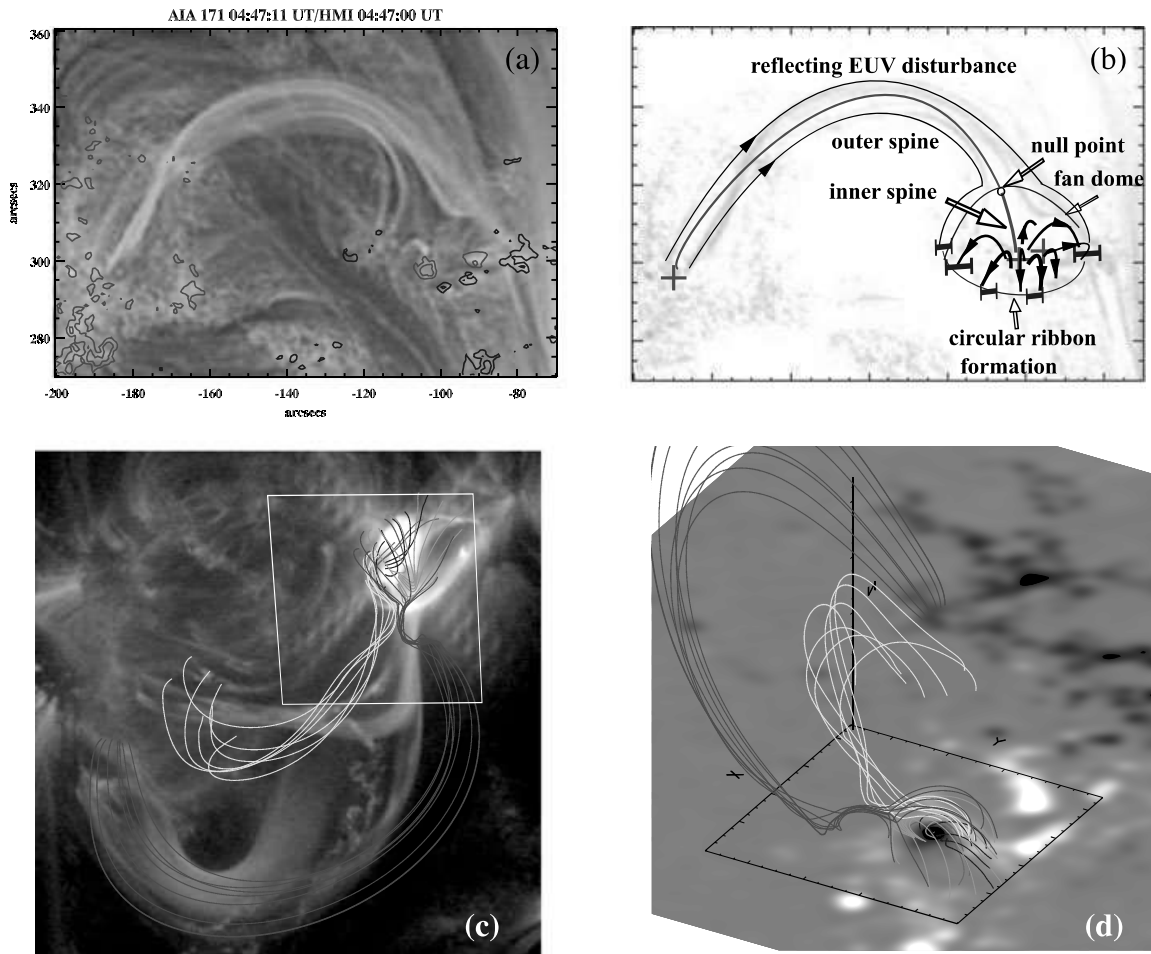 AIA 171 04:47:11 UT/HMI 04:47:00 UT
(a)
360
340
320
300
280
arcsecs
-200
-180
-160
-140
-120
-100
-80
arcsecs
(b)
reflecting EUV disturbance
outer spine
null point
fan dome
inner spine
circular ribbon
formation
(c)
Z
Y
X
(d)